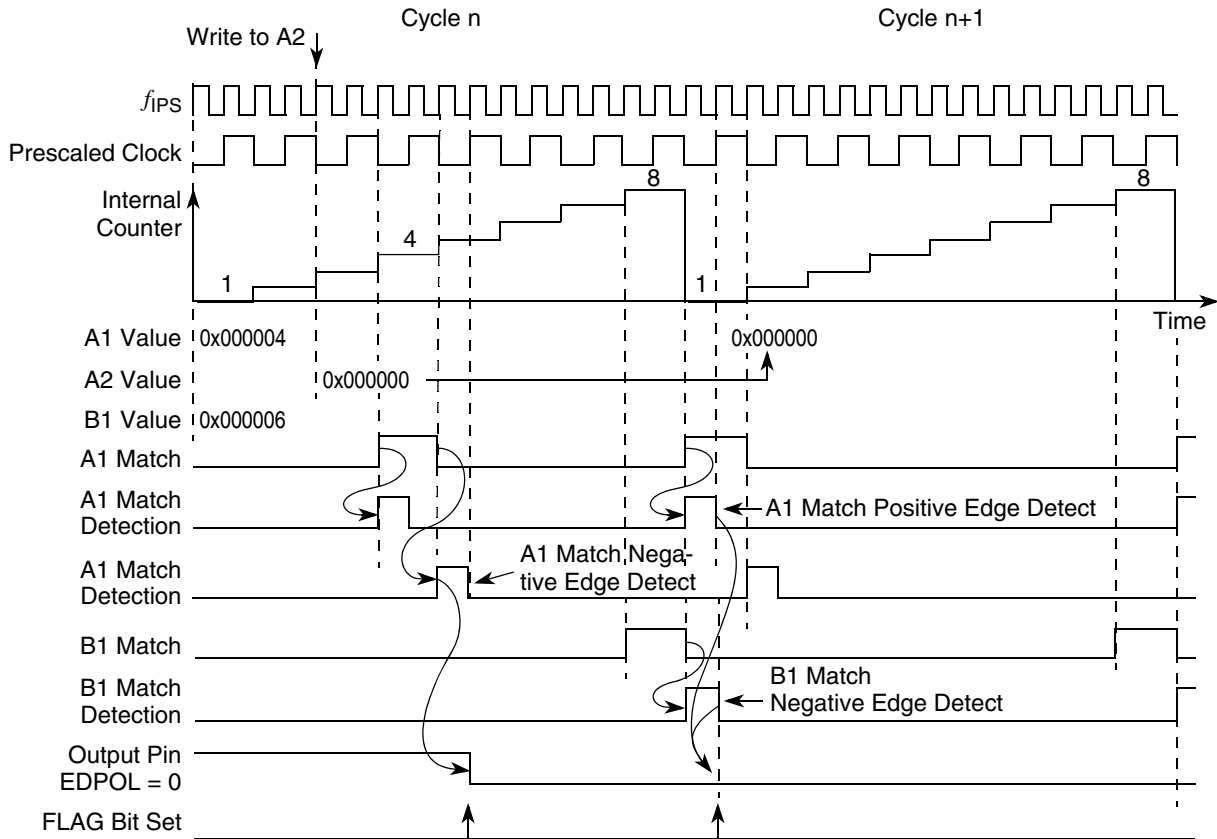 Cycle n
Cycle n+1
Write to A2
fIPS
Prescaled Clock
8
8
Internal
Counter
4
1
1
Time
A1 Value
0x000004
0x000000
A2 Value
0x000000
B1 Value
0x000006
A1 Match
A1 Match
Detection
A1 Match Positive Edge Detect
A1 Match
Detection
A1 Match Nega-
tive Edge Detect
B1 Match
B1 Match
Detection
B1 Match
Negative Edge Detect
Output Pin
EDPOL = 0
FLAG Bit Set